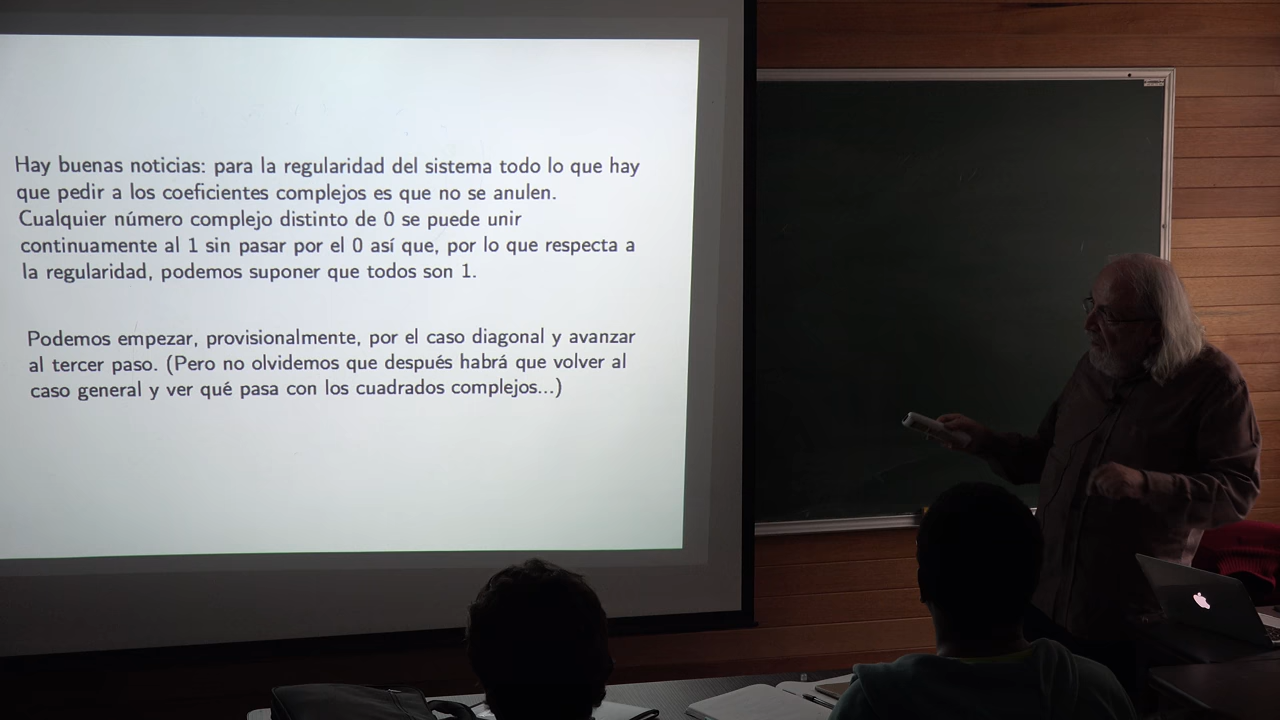 Hay buenas noticias: para la regularidad del sistema todo lo que hay
que pedir a los coeficientes complejos es que no se anulen.
Cualquier número complejo distinto de 0 se puede unir
continuamente al 1 sin pasar por el 0 así que, por lo que respecta a
la regularidad, podemos suponer que todos son 1.
Podemos empezar, provisionalmente, por el caso diagonal y avanzar
al tercer paso. (Pero no olvidemos que después habrá que volver al
caso general y ver qué pasa con los cuadrados complejos...)